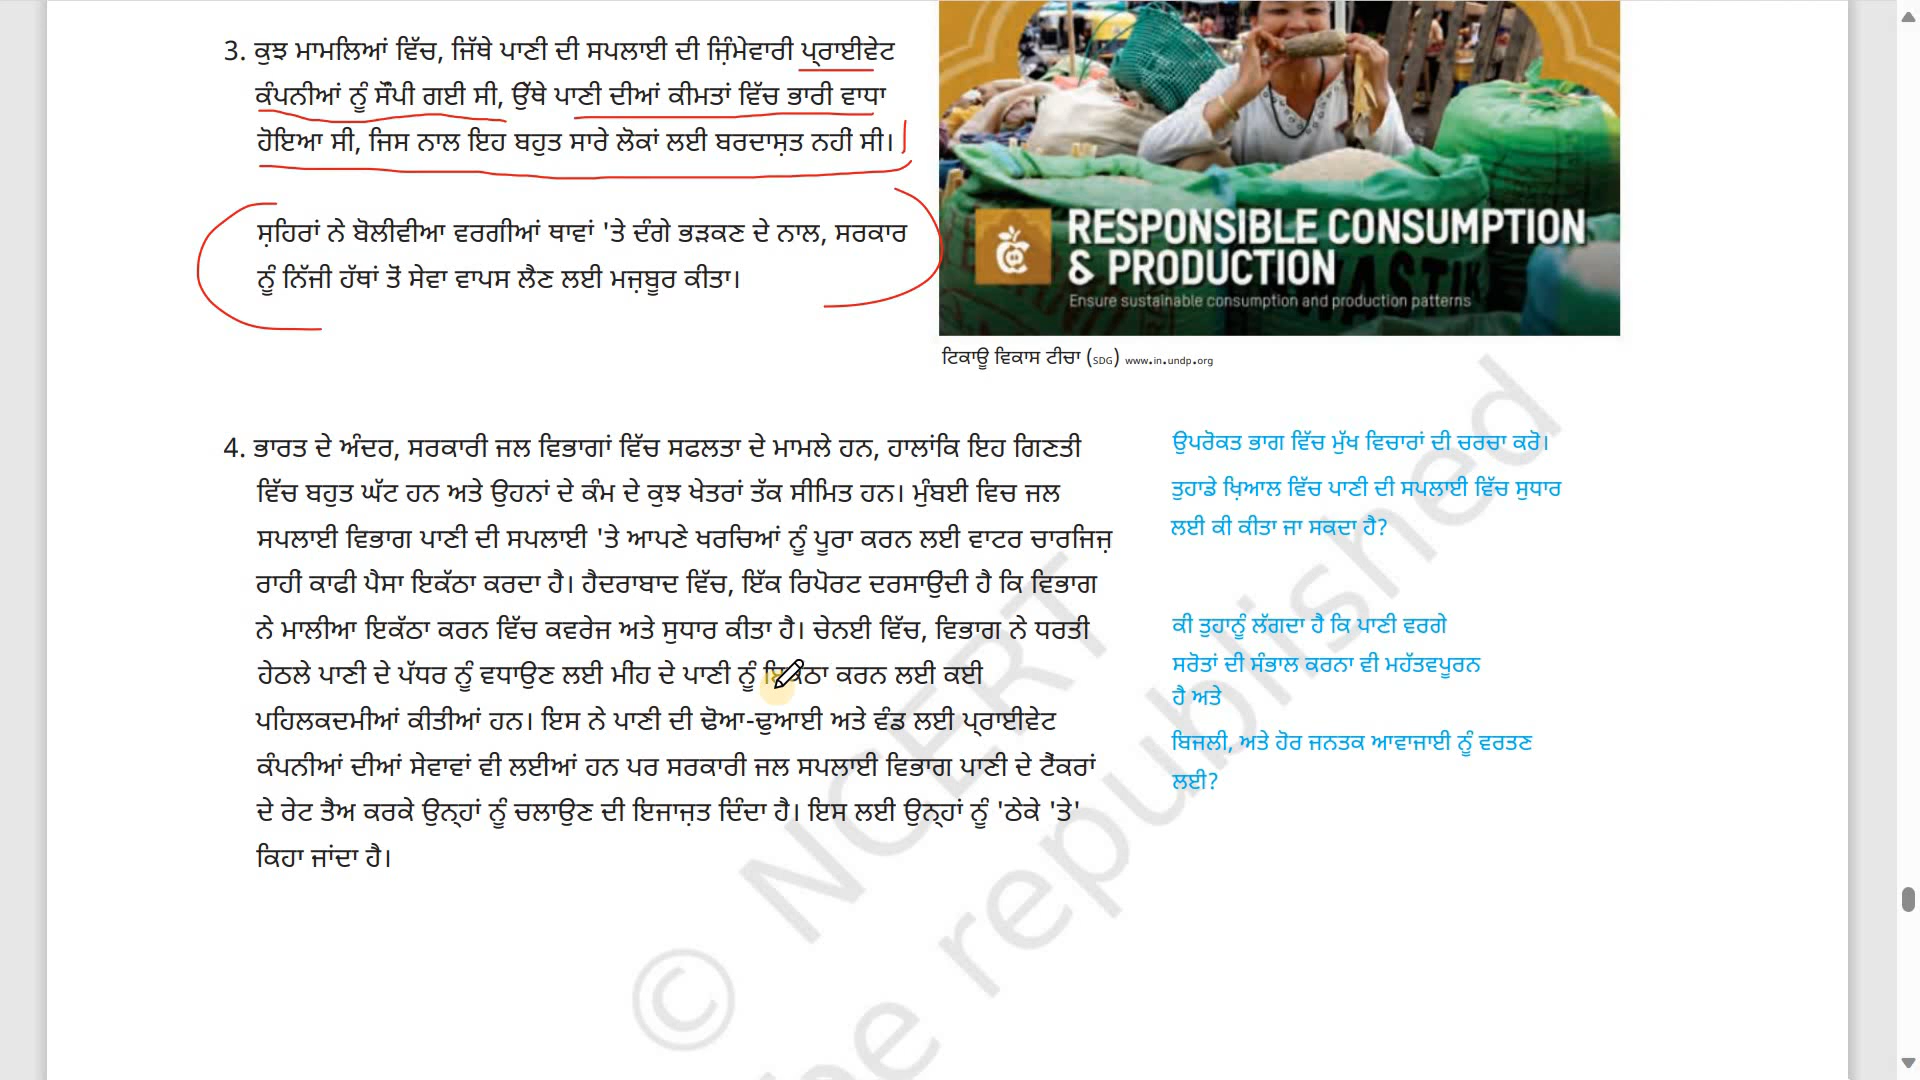 3. ਕੁਝ ਮਾਮਲਿਆਂ ਵਿੱਚ, ਜਿੱਥੇ ਪਾਣੀ ਦੀ ਸਪਲਾਈ ਦੀ ਜ਼ਿੰਮੇਵਾਰੀ ਪ੍ਰਾਈਵੇਟ
ਕੰਪਨੀਆਂ ਨੂੰ ਸੌਂਪੀ ਗਈ ਸੀ, ਉੱਥੇ ਪਾਣੀ ਦੀਆਂ ਕੀਮਤਾਂ ਵਿੱਚ ਭਾਰੀ ਵਾਧਾ
ਹੋਇਆ ਸੀ, ਜਿਸ ਨਾਲ ਇਹ ਬਹੁਤ ਸਾਰੇ ਲੋਕਾਂ ਲਈ ਬਰਦਾਸ਼ਤ ਨਹੀਂ ਸੀ।
ਸ਼ਹਿਰਾਂ ਨੇ ਬੋਲੀਵੀਆ ਵਰਗੀਆਂ ਥਾਵਾਂ 'ਤੇ ਦੰਗੇ ਭੜਕਣ ਦੇ ਨਾਲ, ਸਰਕਾਰ
ਨੂੰ ਨਿੱਜੀ ਹੱਥਾਂ ਤੋਂ ਸੇਵਾ ਵਾਪਸ ਲੈਣ ਲਈ ਮਜ਼ਬੂਰ ਕੀਤਾ।
RESPONSIBLE CONSUMPTION
& PRODUCTION
Ensure sustainable consumption and production patterns
ਟਿਕਾਊ ਵਿਕਾਸ ਟੀਚਾ (SDG) www.in.undp.org
4. ਭਾਰਤ ਦੇ ਅੰਦਰ, ਸਰਕਾਰੀ ਜਲ ਵਿਭਾਗਾਂ ਵਿੱਚ ਸਫਲਤਾ ਦੇ ਮਾਮਲੇ ਹਨ, ਹਾਲਾਂਕਿ ਇਹ ਗਿਣਤੀ
ਵਿੱਚ ਬਹੁਤ ਘੱਟ ਹਨ ਅਤੇ ਉਹਨਾਂ ਦੇ ਕੰਮ ਦੇ ਕੁਝ ਖੇਤਰਾਂ ਤੱਕ ਸੀਮਿਤ ਹਨ। ਮੁੰਬਈ ਵਿਚ ਜਲ
ਸਪਲਾਈ ਵਿਭਾਗ ਪਾਣੀ ਦੀ ਸਪਲਾਈ 'ਤੇ ਆਪਣੇ ਖਰਚਿਆਂ ਨੂੰ ਪੂਰਾ ਕਰਨ ਲਈ ਵਾਟਰ ਚਾਰਜਿਜ਼
ਰਾਹੀਂ ਕਾਫੀ ਪੈਸਾ ਇਕੱਠਾ ਕਰਦਾ ਹੈ। ਹੈਦਰਾਬਾਦ ਵਿੱਚ, ਇੱਕ ਰਿਪੋਰਟ ਦਰਸਾਉਂਦੀ ਹੈ ਕਿ ਵਿਭਾਗ
ਨੇ ਮਾਲੀਆ ਇਕੱਠਾ ਕਰਨ ਵਿੱਚ ਕਵਰੇਜ ਅਤੇ ਸੁਧਾਰ ਕੀਤਾ ਹੈ। ਚੇਨਈ ਵਿੱਚ, ਵਿਭਾਗ ਨੇ ਧਰਤੀ
ਹੇਠਲੇ ਪਾਣੀ ਦੇ ਪੱਧਰ ਨੂੰ ਵਧਾਉਣ ਲਈ ਮੀਹ ਦੇ ਪਾਣੀ ਨੂੰ ਇਕੱਠਾ ਕਰਨ ਲਈ ਕਈ
ਪਹਿਲਕਦਮੀਆਂ ਕੀਤੀਆਂ ਹਨ। ਇਸ ਨੇ ਪਾਣੀ ਦੀ ਢੋਆ-ਢੁਆਈ ਅਤੇ ਵੰਡ ਲਈ ਪ੍ਰਾਈਵੇਟ
ਕੰਪਨੀਆਂ ਦੀਆਂ ਸੇਵਾਵਾਂ ਵੀ ਲਈਆਂ ਹਨ ਪਰ ਸਰਕਾਰੀ ਜਲ ਸਪਲਾਈ ਵਿਭਾਗ ਪਾਣੀ ਦੇ ਟੈਂਕਰਾਂ
ਦੇ ਰੇਟ ਤੈਅ ਕਰਕੇ ਉਨ੍ਹਾਂ ਨੂੰ ਚਲਾਉਣ ਦੀ ਇਜਾਜ਼ਤ ਦਿੰਦਾ ਹੈ। ਇਸ ਲਈ ਉਨ੍ਹਾਂ ਨੂੰ 'ਠੇਕੇ 'ਤੇ'
ਕਿਹਾ ਜਾਂਦਾ ਹੈ।
ਉਪਰੋਕਤ ਭਾਗ ਵਿੱਚ ਮੁੱਖ ਵਿਚਾਰਾਂ ਦੀ ਚਰਚਾ ਕਰੋ।
ਤੁਹਾਡੇ ਖ਼ਿਆਲ ਵਿੱਚ ਪਾਣੀ ਦੀ ਸਪਲਾਈ ਵਿੱਚ ਸੁਧਾਰ
ਲਈ ਕੀ ਕੀਤਾ ਜਾ ਸਕਦਾ ਹੈ?
ਕੀ ਤੁਹਾਨੂੰ ਲੱਗਦਾ ਹੈ ਕਿ ਪਾਣੀ ਵਰਗੇ
ਸਰੋਤਾਂ ਦੀ ਸੰਭਾਲ ਕਰਨਾ ਵੀ ਮਹੱਤਵਪੂਰਨ
ਹੈ ਅਤੇ
ਬਿਜਲੀ, ਅਤੇ ਹੋਰ ਜਨਤਕ ਆਵਾਜਾਈ ਨੂੰ ਵਰਤਣ
ਲਈ?
© NCERT
be republished